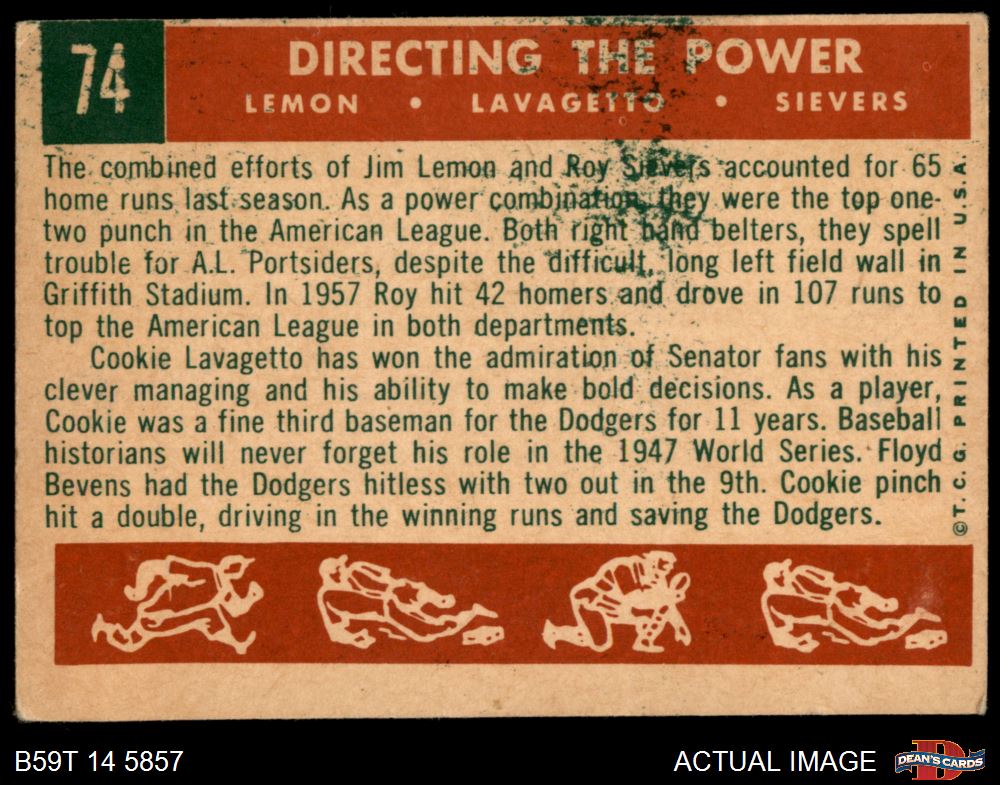 74
DIRECTING THE POWER
LEMON • LAVAGETTO • SIEVERS
The combined efforts of Jim Lemon and Roy Sievers accounted for 65
home runs last season. As a power combination, they were the top one-
two punch in the American League. Both right hand belters, they spell
trouble for A.L. Portsiders, despite the difficult, long left field wall in
Griffith Stadium. In 1957 Roy hit 42 homers and drove in 107 runs to
top the American League in both departments.
Cookie Lavagetto has won the admiration of Senator fans with his
clever managing and his ability to make bold decisions. As a player,
Cookie was a fine third baseman for the Dodgers for 11 years. Baseball
historians will never forget his role in the 1947 World Series. Floyd
Bevens had the Dodgers hitless with two out in the 9th. Cookie pinch
hit a double, driving in the winning runs and saving the Dodgers.
©T.C.G. PRINTED IN U.S.A.
B59T 14 5857
ACTUAL IMAGE
D
DEAN'S CARDS